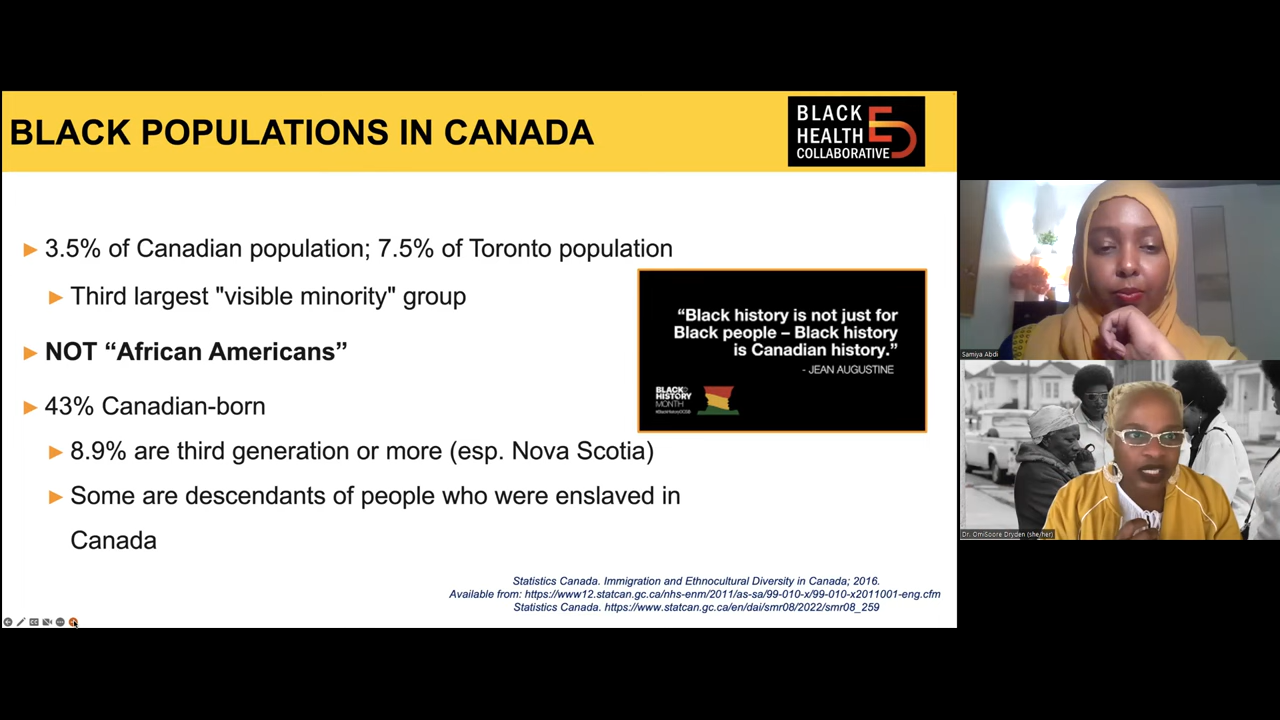 BLACK POPULATIONS IN CANADA
BLACK
HEALTH
COLLABORATIVE
► 3.5% of Canadian population; 7.5% of Toronto population
► Third largest "visible minority" group
► NOT “African Americans”
► 43% Canadian-born
► 8.9% are third generation or more (esp. Nova Scotia)
► Some are descendants of people who were enslaved in
Canada
“Black history is not just for
Black people – Black history
is Canadian history.”
- JEAN AUGUSTINE
BLACK
HISTORY
MONTH
Statistics Canada. Immigration and Ethnocultural Diversity in Canada; 2016.
Available from: https://www12.statcan.gc.ca/nhs-enm/2011/as-sa/99-010-x/99-010-x2011001-eng.cfm
Statistics Canada. https://www.statcan.gc.ca/en/dai/smr08/2022/smr08_259
Samiya Abdi
Dr. OmiSoore Dryden (she/her)